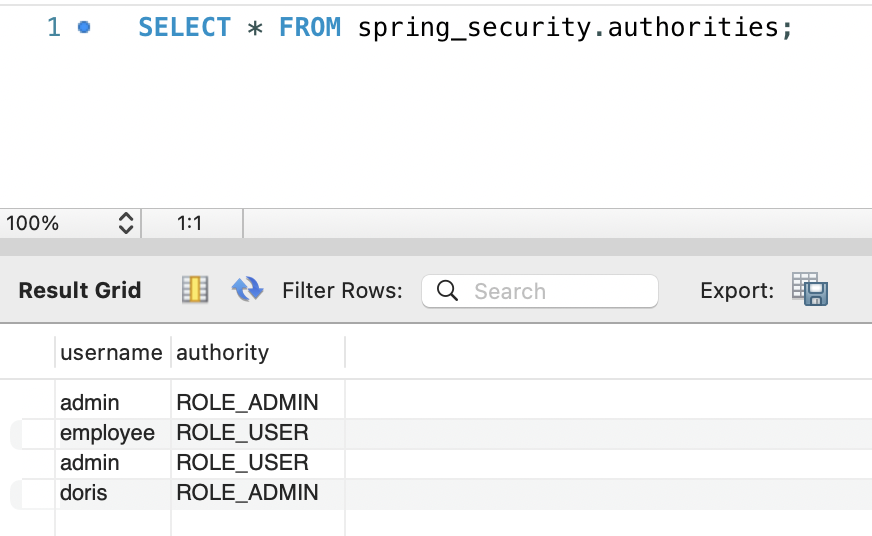 1 SELECT * FROM spring_security.authorities;
100% 1:1
Result Grid Filter Rows: Search Export:
username authority
admin ROLE_ADMIN
employee ROLE_USER
admin ROLE_USER
doris ROLE_ADMIN